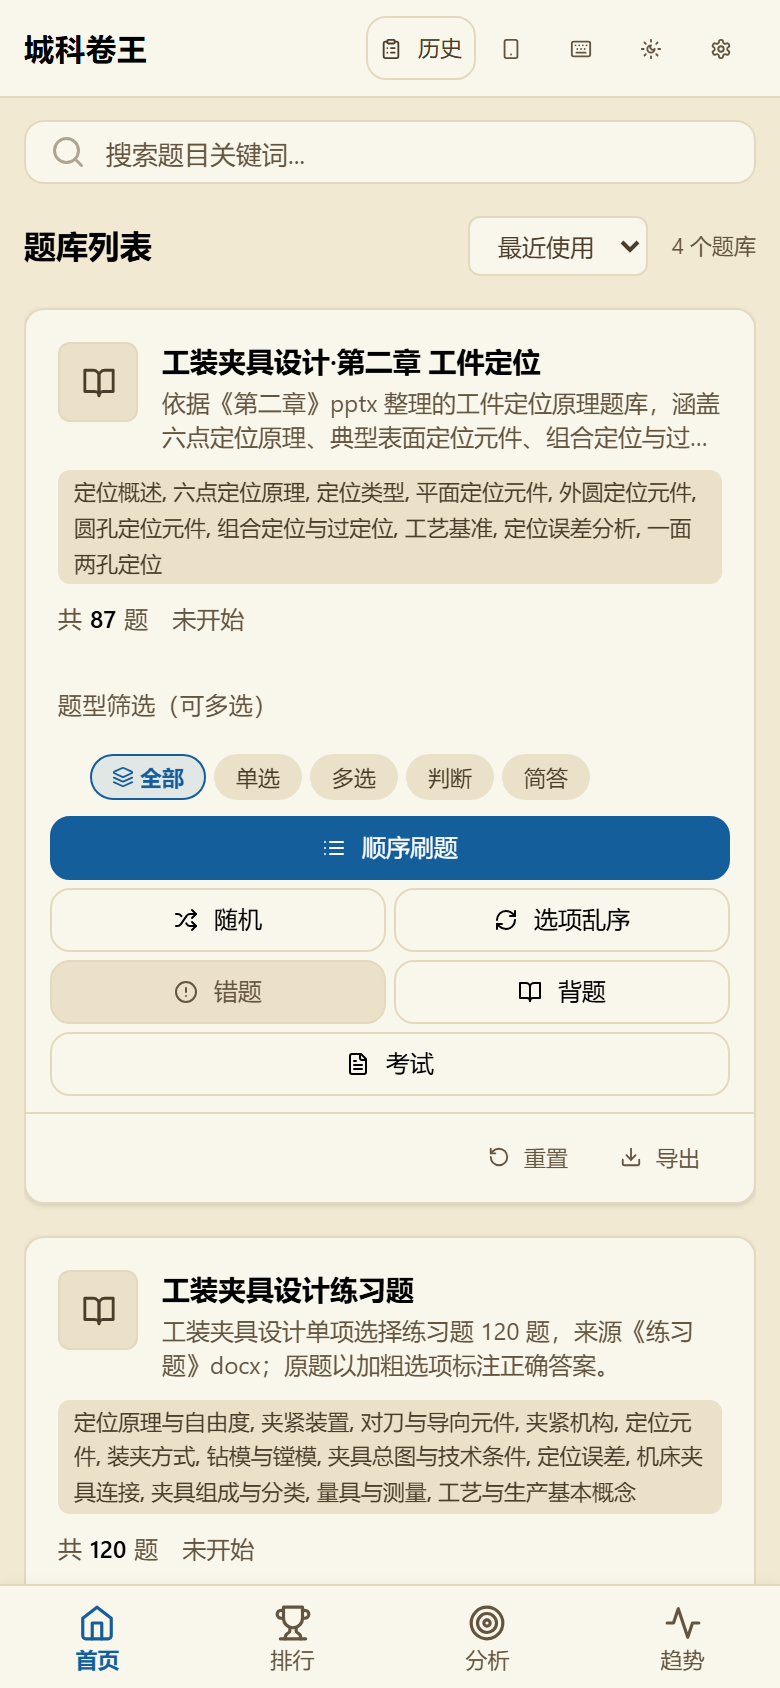 城科卷王
历史
搜索题目关键词...
题库列表
最近使用
4 个题库
工装夹具设计·第二章 工件定位
依据《第二章》pptx 整理的工件定位原理题库，涵盖
六点定位原理、典型表面定位元件、组合定位与过...
定位概述, 六点定位原理, 定位类型, 平面定位元件, 外圆定位元件,
圆孔定位元件, 组合定位与过定位, 工艺基准, 定位误差分析, 一面
两孔定位
共 87 题 未开始
题型筛选（可多选）
全部
单选
多选
判断
简答
顺序刷题
随机
选项乱序
错题
背题
考试
重置
导出
工装夹具设计练习题
工装夹具设计单项选择练习题 120 题，来源《练习
题》docx；原题以加粗选项标注正确答案。
定位原理与自由度, 夹紧装置, 对刀与导向元件, 夹紧机构, 定位元
件, 装夹方式, 钻模与镗模, 夹具总图与技术条件, 定位误差, 机床夹
具连接, 夹具组成与分类, 量具与测量, 工艺与生产基本概念
共 120 题 未开始
首页
排行
分析
趋势